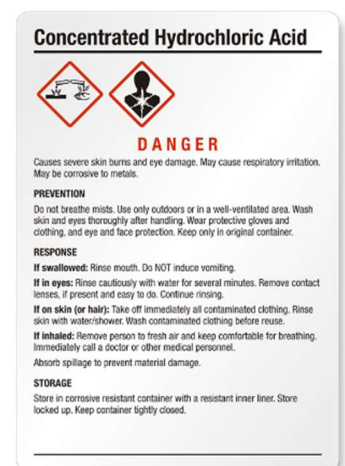 Concentrated Hydrochloric Acid
DANGER
Causes severe skin burns and eye damage. May cause respiratory irritation.
May be corrosive to metals.
PREVENTION
Do not breathe mists. Use only outdoors or in a well-ventilated area. Wash
skin and eyes thoroughly after handling. Wear protective gloves and
clothing, and eye and face protection. Keep only in original container.
RESPONSE
If swallowed: Rinse mouth. Do NOT induce vomiting.
If in eyes: Rinse cautiously with water for several minutes. Remove contact
lenses, if present and easy to do. Continue rinsing.
If on skin (or hair): Take off immediately all contaminated clothing. Rinse
skin with water/shower. Wash contaminated clothing before reuse.
If inhaled: Remove person to fresh air and keep comfortable for breathing.
Immediately call a doctor or other medical personnel.
Absorb spillage to prevent material damage.
STORAGE
Store in corrosive resistant container with a resistant inner liner. Store
locked up. Keep container tightly closed.